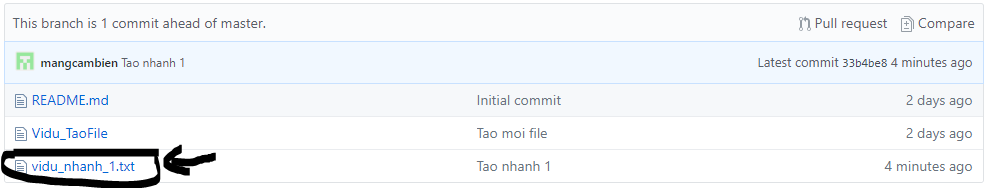 This branch is 1 commit ahead of master. Pull request Compare
mangcambien Tao nhanh 1 Latest commit 33b4be8 4 minutes ago
README.md Initial commit 2 days ago
Vidu_TaoFile Tao moi file 2 days ago
vidu_nhanh_1.txt Tao nhanh 1 4 minutes ago